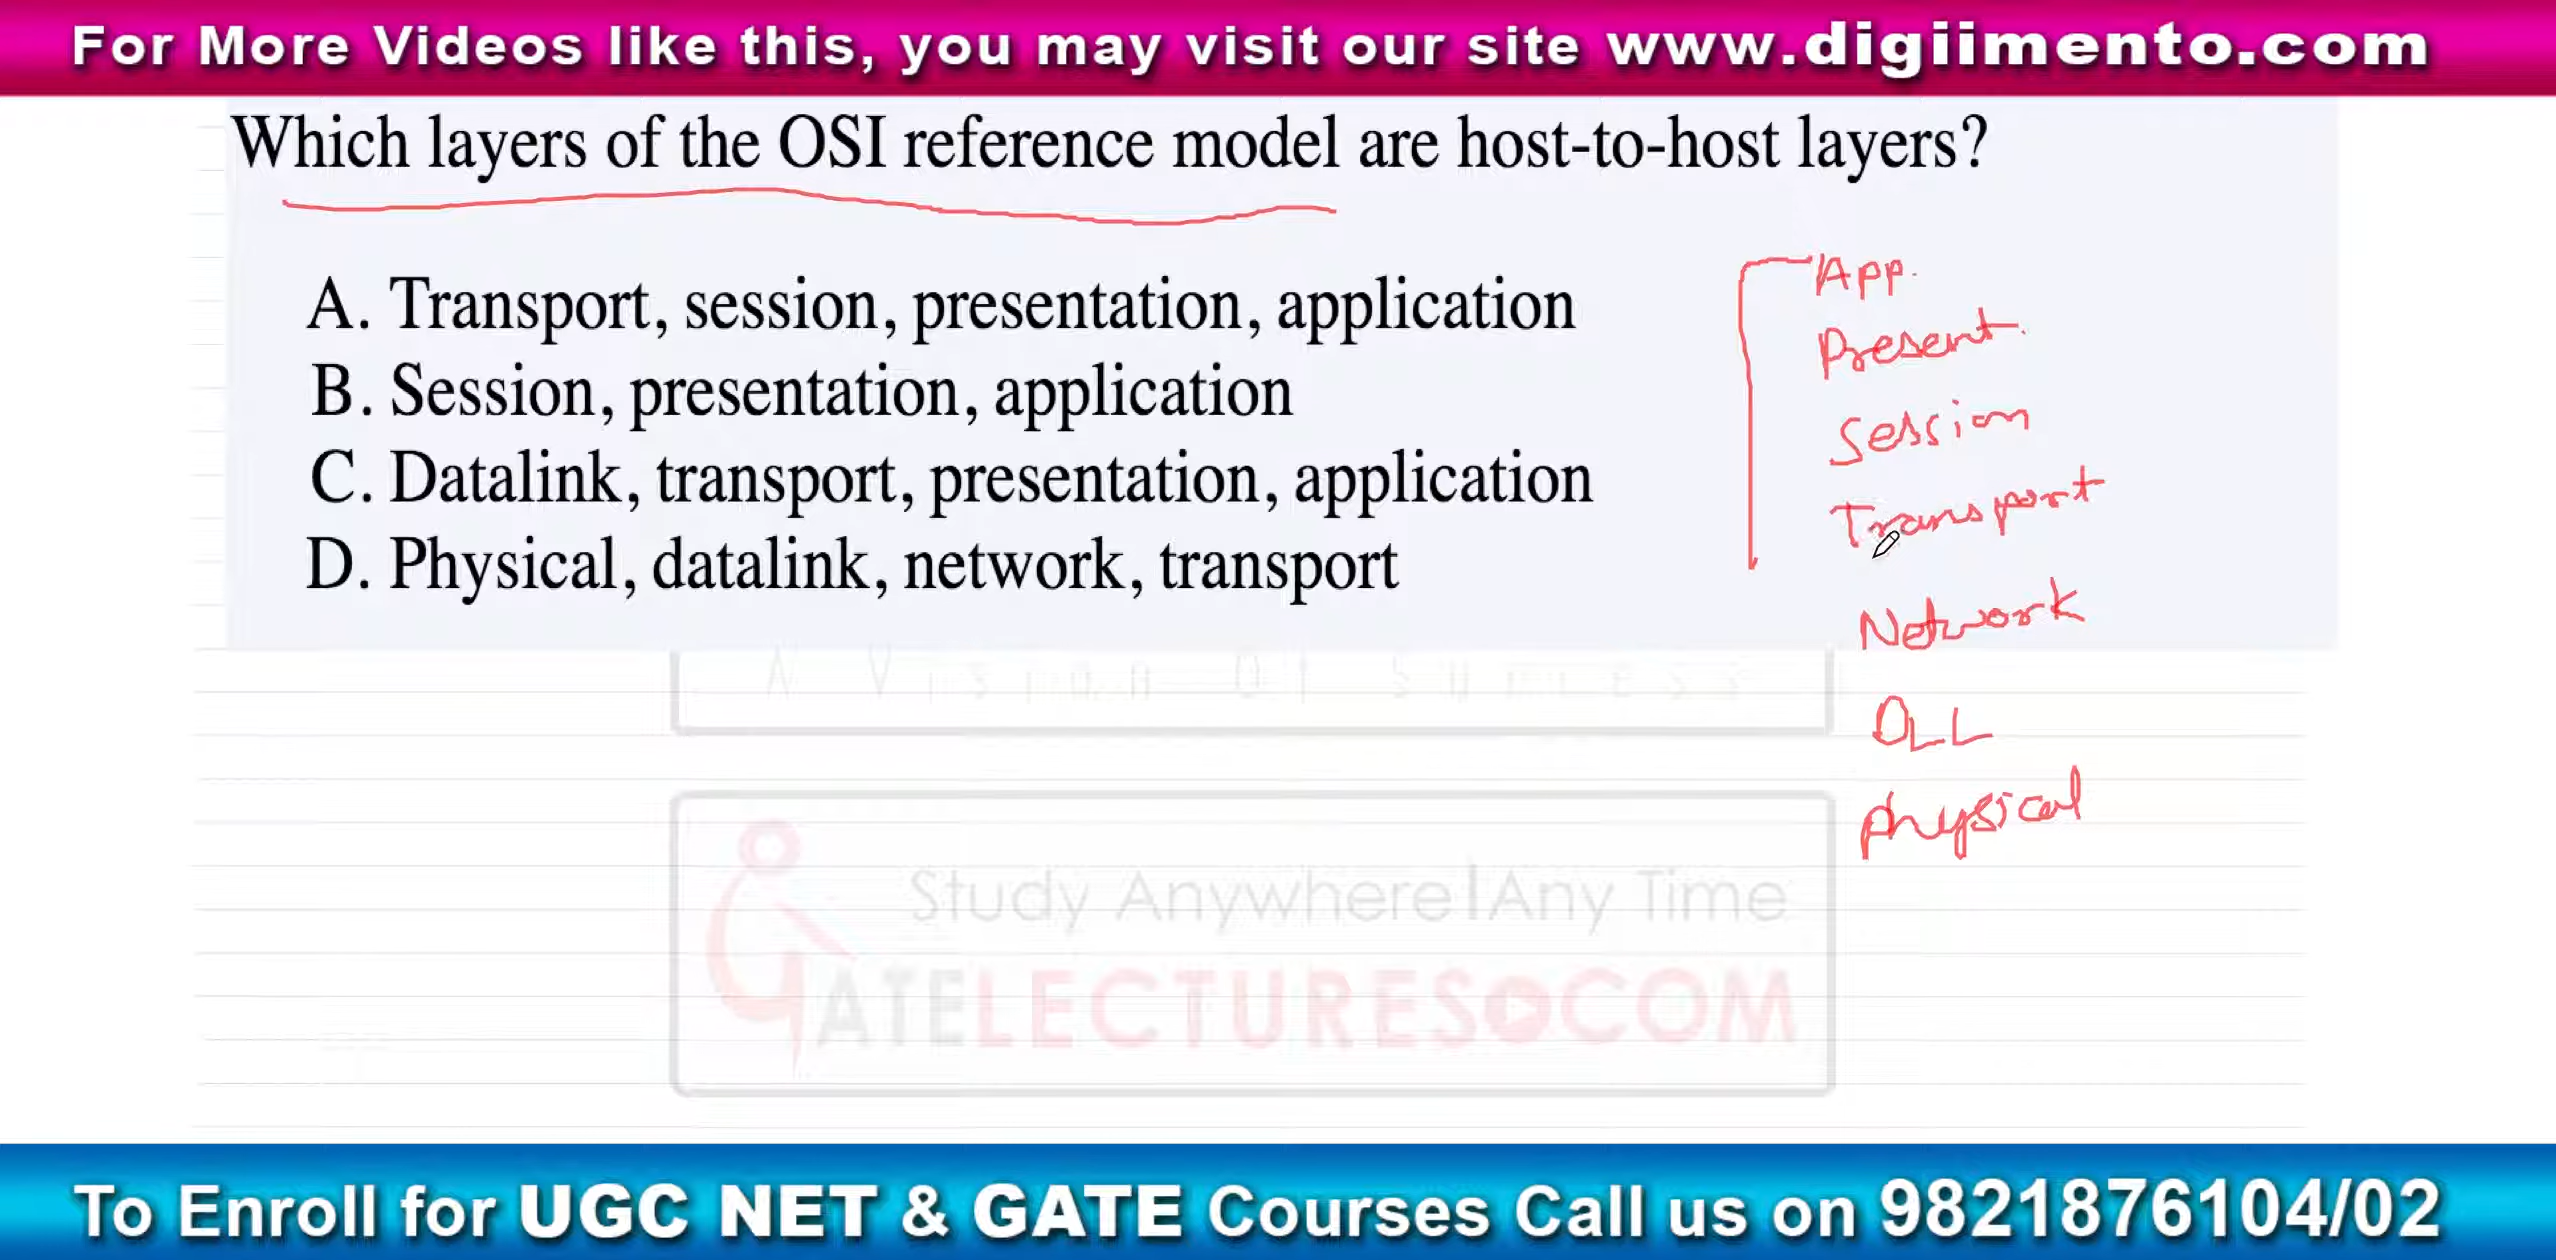 For More Videos like this, you may visit our site www.digiimento.com
Which layers of the OSI reference model are host-to-host layers?
A. Transport, session, presentation, application
B. Session, presentation, application
C. Datalink, transport, presentation, application
D. Physical, datalink, network, transport
App.
Present.
Session
Transport
Network
DLL
Physical
A Vision Of Success
Study Anywhere|Any Time
GATELECTURES.COM
To Enroll for UGC NET & GATE Courses Call us on 9821876104/02